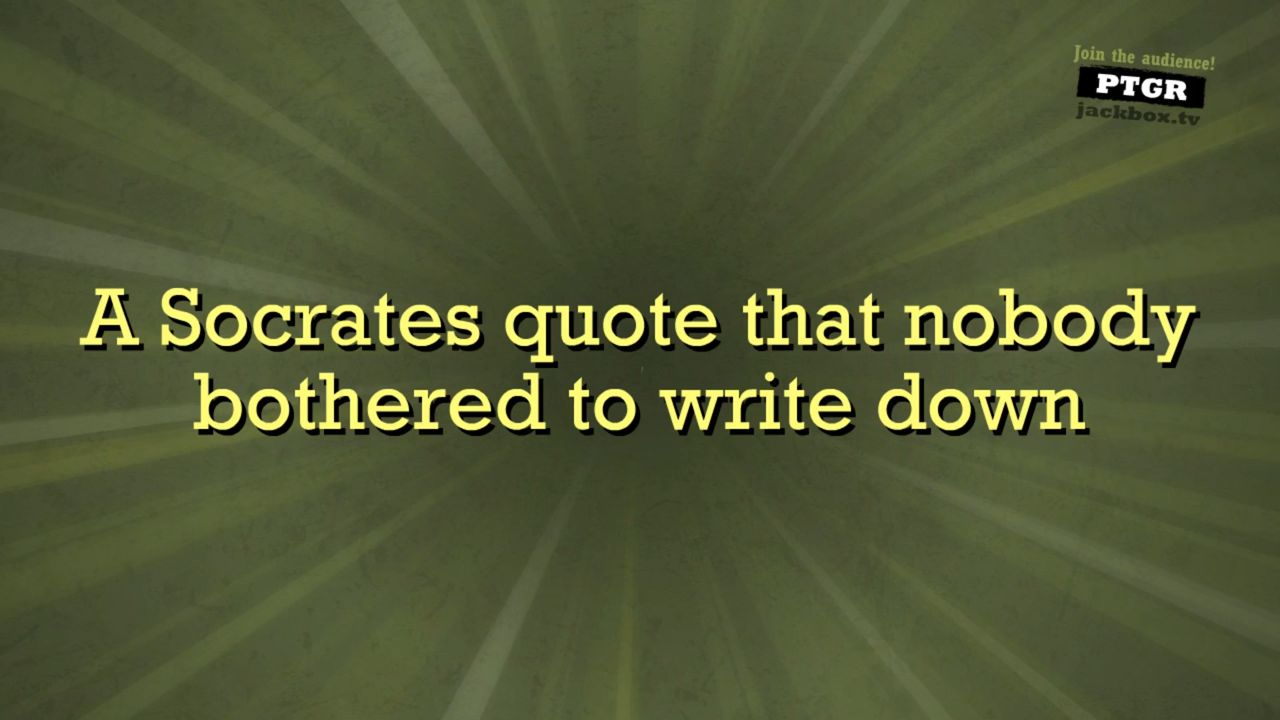 Join the audience!
PTGR
jackbox.tv
A Socrates quote that nobody
bothered to write down